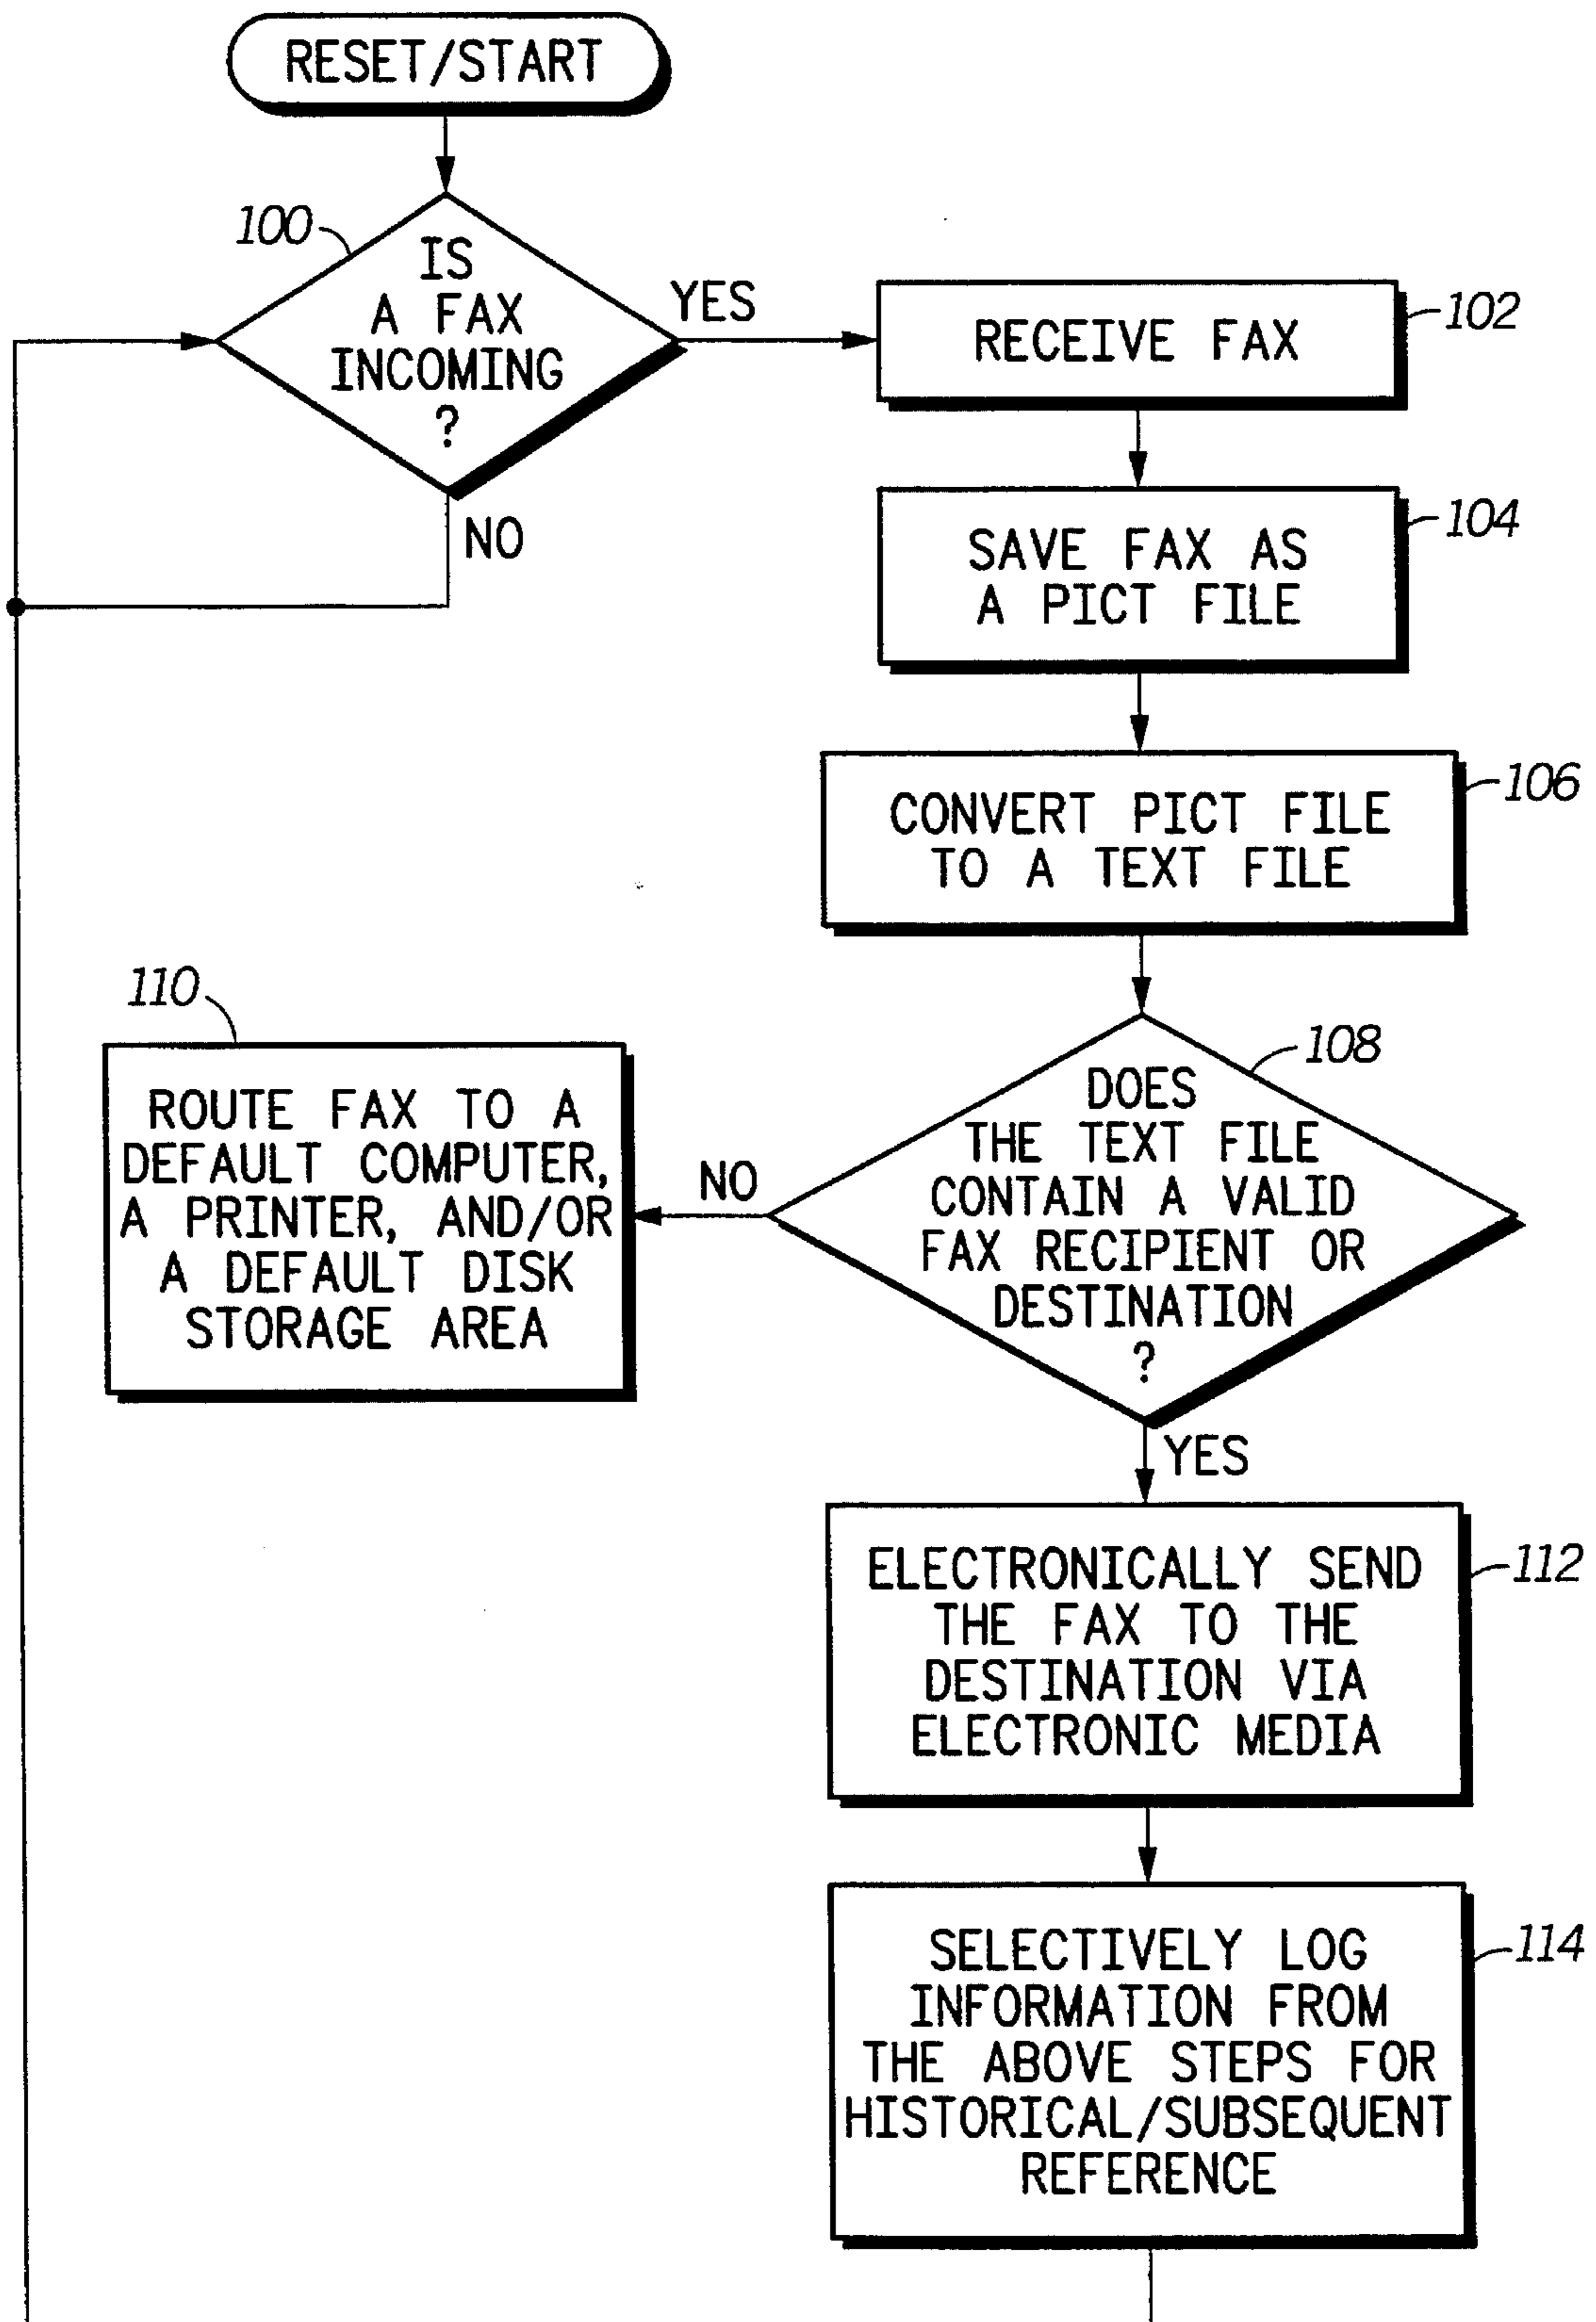 RESET/START
100
IS
A FAX
INCOMING
?
YES
NO
RECEIVE FAX
102
SAVE FAX AS
A PICT FILE
104
CONVERT PICT FILE
TO A TEXT FILE
106
108
DOES
THE TEXT FILE
CONTAIN A VALID
FAX RECIPIENT OR
DESTINATION
?
NO
110
ROUTE FAX TO A
DEFAULT COMPUTER,
A PRINTER, AND/OR
A DEFAULT DISK
STORAGE AREA
YES
ELECTRONICALLY SEND
THE FAX TO THE
DESTINATION VIA
ELECTRONIC MEDIA
112
SELECTIVELY LOG
INFORMATION FROM
THE ABOVE STEPS FOR
HISTORICAL/SUBSEQUENT
REFERENCE
114